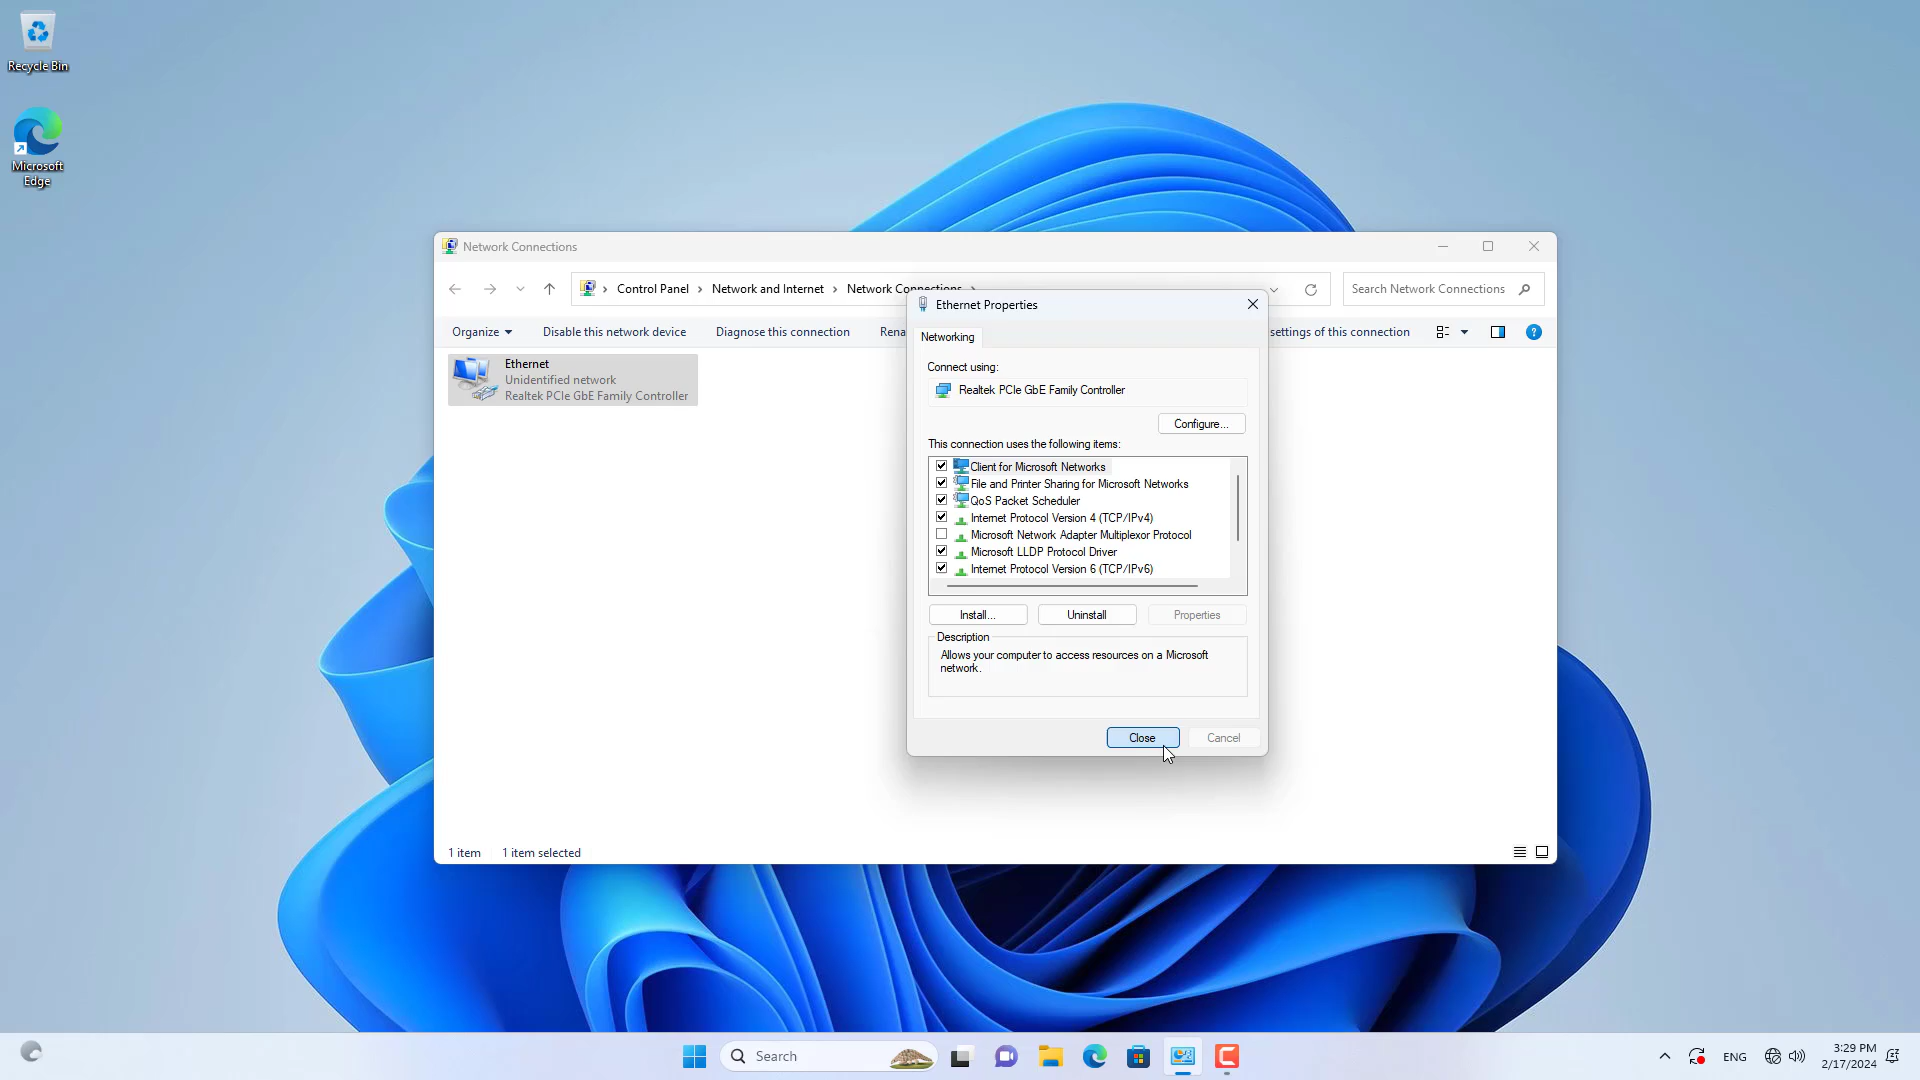 Recycle Bin
Microsoft
Edge
Network Connections
Control Panel
Network and Internet
Network Connections
Search Network Connections
Ethernet Properties
Organize
Disable this network device
Diagnose this connection
Rena
settings of this connection
Networking
Ethernet
Unidentified network
Realtek PCIe GbE Family Controller
Connect using:
Realtek PCIe GbE Family Controller
Configure...
This connection uses the following items:
Client for Microsoft Networks
File and Printer Sharing for Microsoft Networks
QoS Packet Scheduler
Internet Protocol Version 4 (TCP/IPv4)
Microsoft Network Adapter Multiplexor Protocol
Microsoft LLDP Protocol Driver
Internet Protocol Version 6 (TCP/IPv6)
Install...
Uninstall
Properties
Description
Allows your computer to access resources on a Microsoft
network.
Close
Cancel
1 item
1 item selected
Search
ENG
3:29 PM
2/17/2024